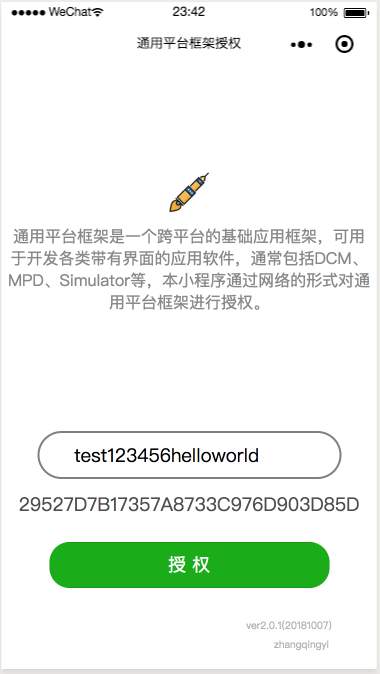 WeChat 23:42 100%
通用平台框架授权
通用平台框架是一个跨平台的基础应用框架，可用
于开发各类带有界面的应用软件，通常包括DCM、
MPD、Simulator等，本小程序通过网络的形式对通
用平台框架进行授权。
test123456helloworld
29527D7B17357A8733C976D903D85D
授 权
ver2.0.1(20181007)
zhangqingyi